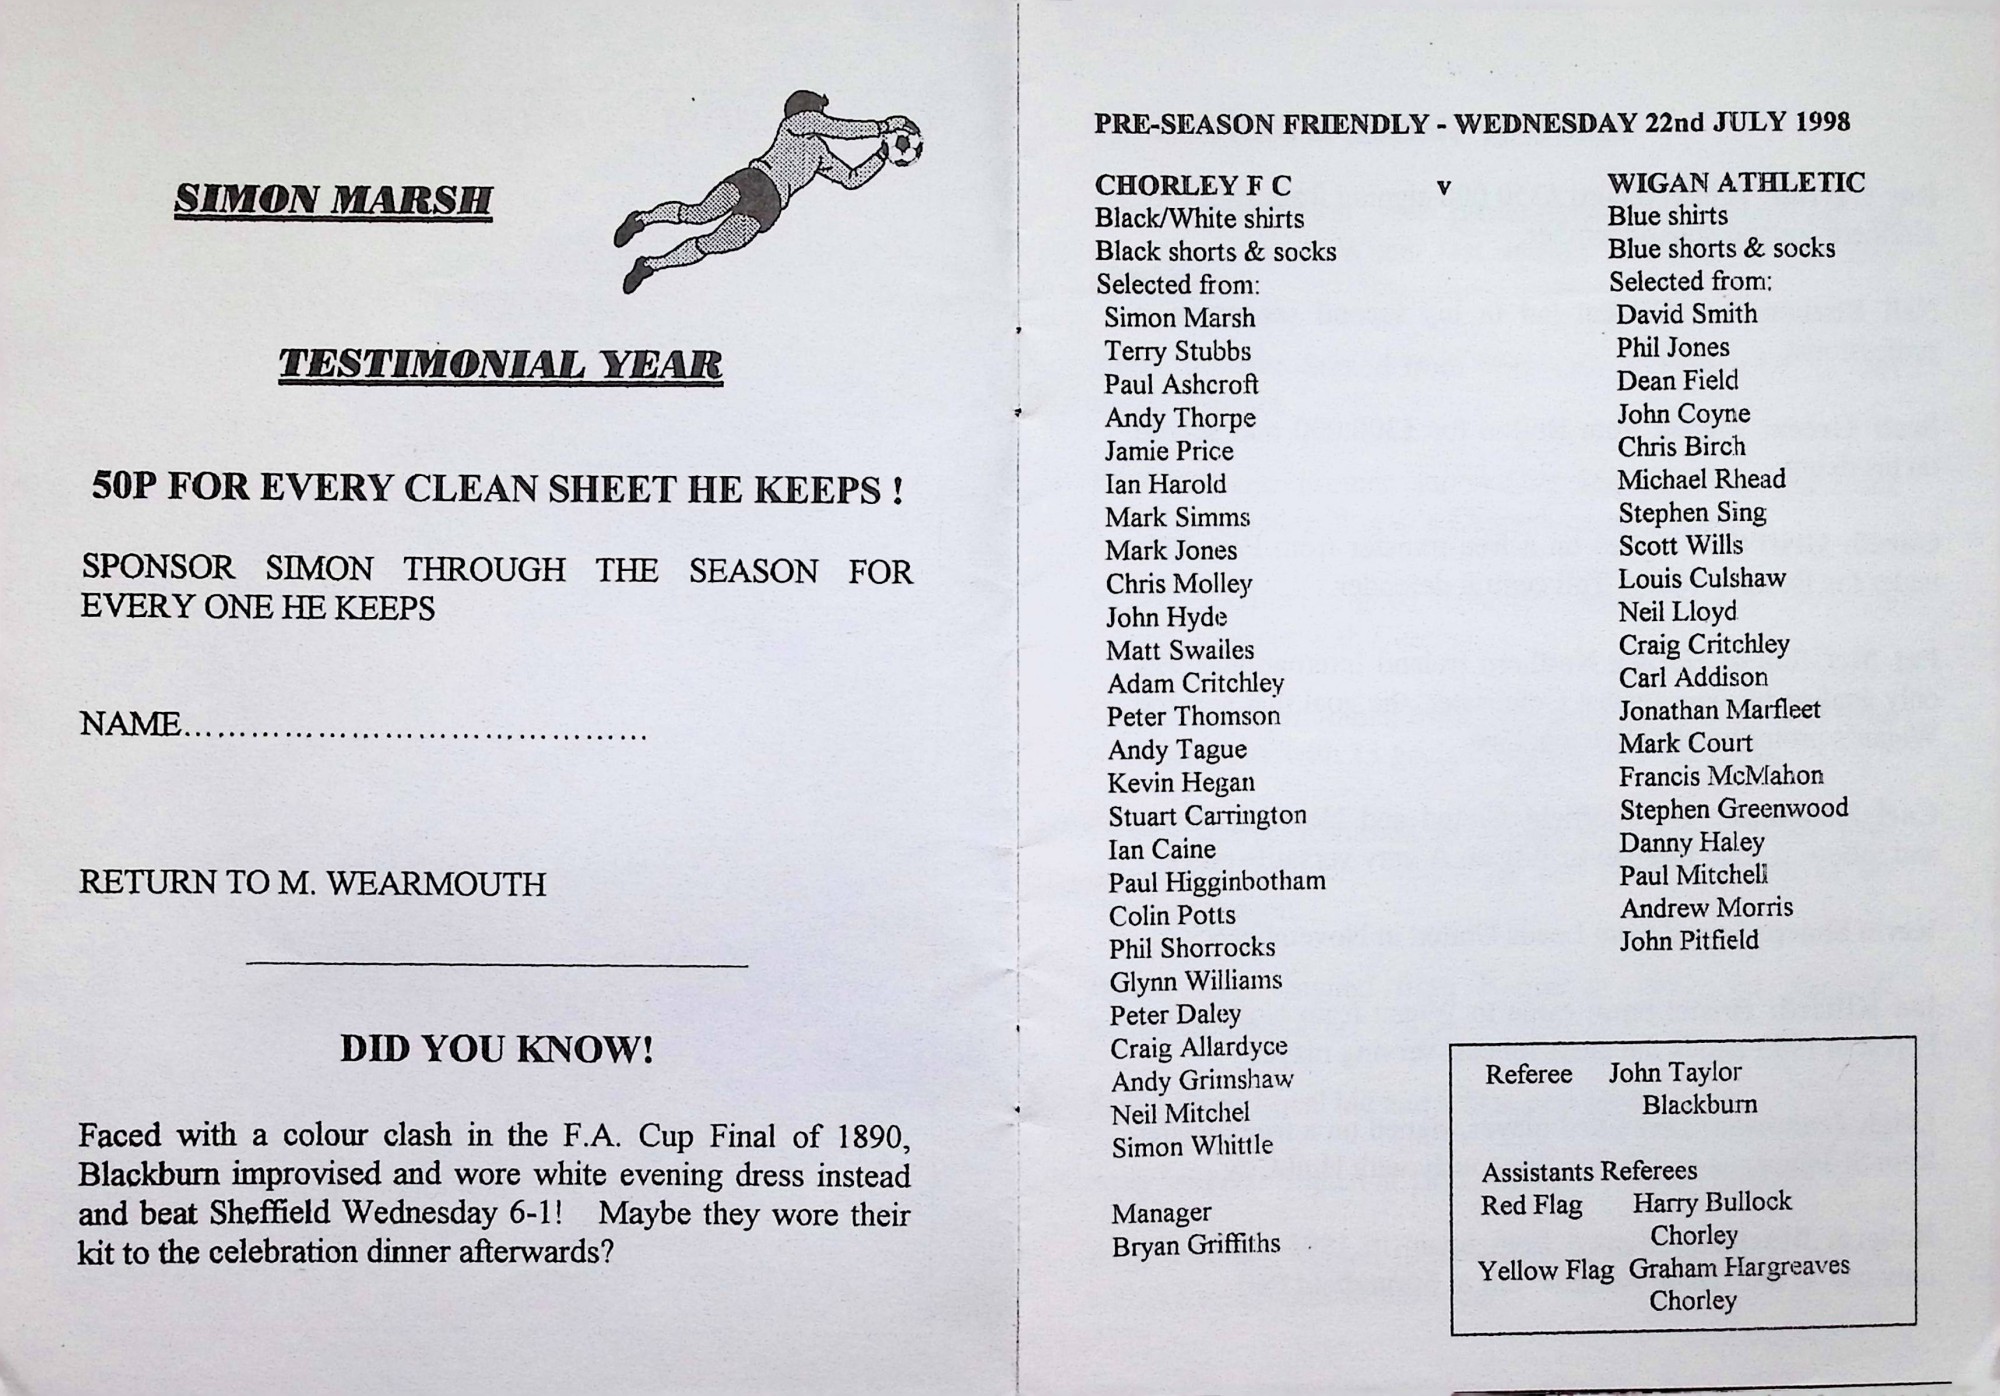 SIMON MARSH
TESTIMONIAL YEAR
50P FOR EVERY CLEAN SHEET HE KEEPS !
SPONSOR SIMON THROUGH THE SEASON FOR
EVERY ONE HE KEEPS
NAME..........................................
RETURN TO M. WEARMOUTH
DID YOU KNOW!
Faced with a colour clash in the F.A. Cup Final of 1890,
Blackburn improvised and wore white evening dress instead
and beat Sheffield Wednesday 6-1! Maybe they wore their
kit to the celebration dinner afterwards?
PRE-SEASON FRIENDLY - WEDNESDAY 22nd JULY 1998
CHORLEY F C v WIGAN ATHLETIC
Black/White shirts
Black shorts & socks
Selected from:
Simon Marsh
Terry Stubbs
Paul Ashcroft
Andy Thorpe
Jamie Price
Ian Harold
Mark Simms
Mark Jones
Chris Molley
John Hyde
Matt Swailes
Adam Critchley
Peter Thomson
Andy Tague
Kevin Hegan
Stuart Carrington
Ian Caine
Paul Higginbotham
Colin Potts
Phil Shorrocks
Glynn Williams
Peter Daley
Craig Allardyce
Andy Grimshaw
Neil Mitchel
Simon Whittle
Manager
Bryan Griffiths
Blue shirts
Blue shorts & socks
Selected from:
David Smith
Phil Jones
Dean Field
John Coyne
Chris Birch
Michael Rhead
Stephen Sing
Scott Wills
Louis Culshaw
Neil Lloyd
Craig Critchley
Carl Addison
Jonathan Marfleet
Mark Court
Francis McMahon
Stephen Greenwood
Danny Haley
Paul Mitchell
Andrew Morris
John Pitfield
Referee John Taylor
Blackburn
Assistants Referees
Red Flag Harry Bullock
Chorley
Yellow Flag Graham Hargreaves
Chorley